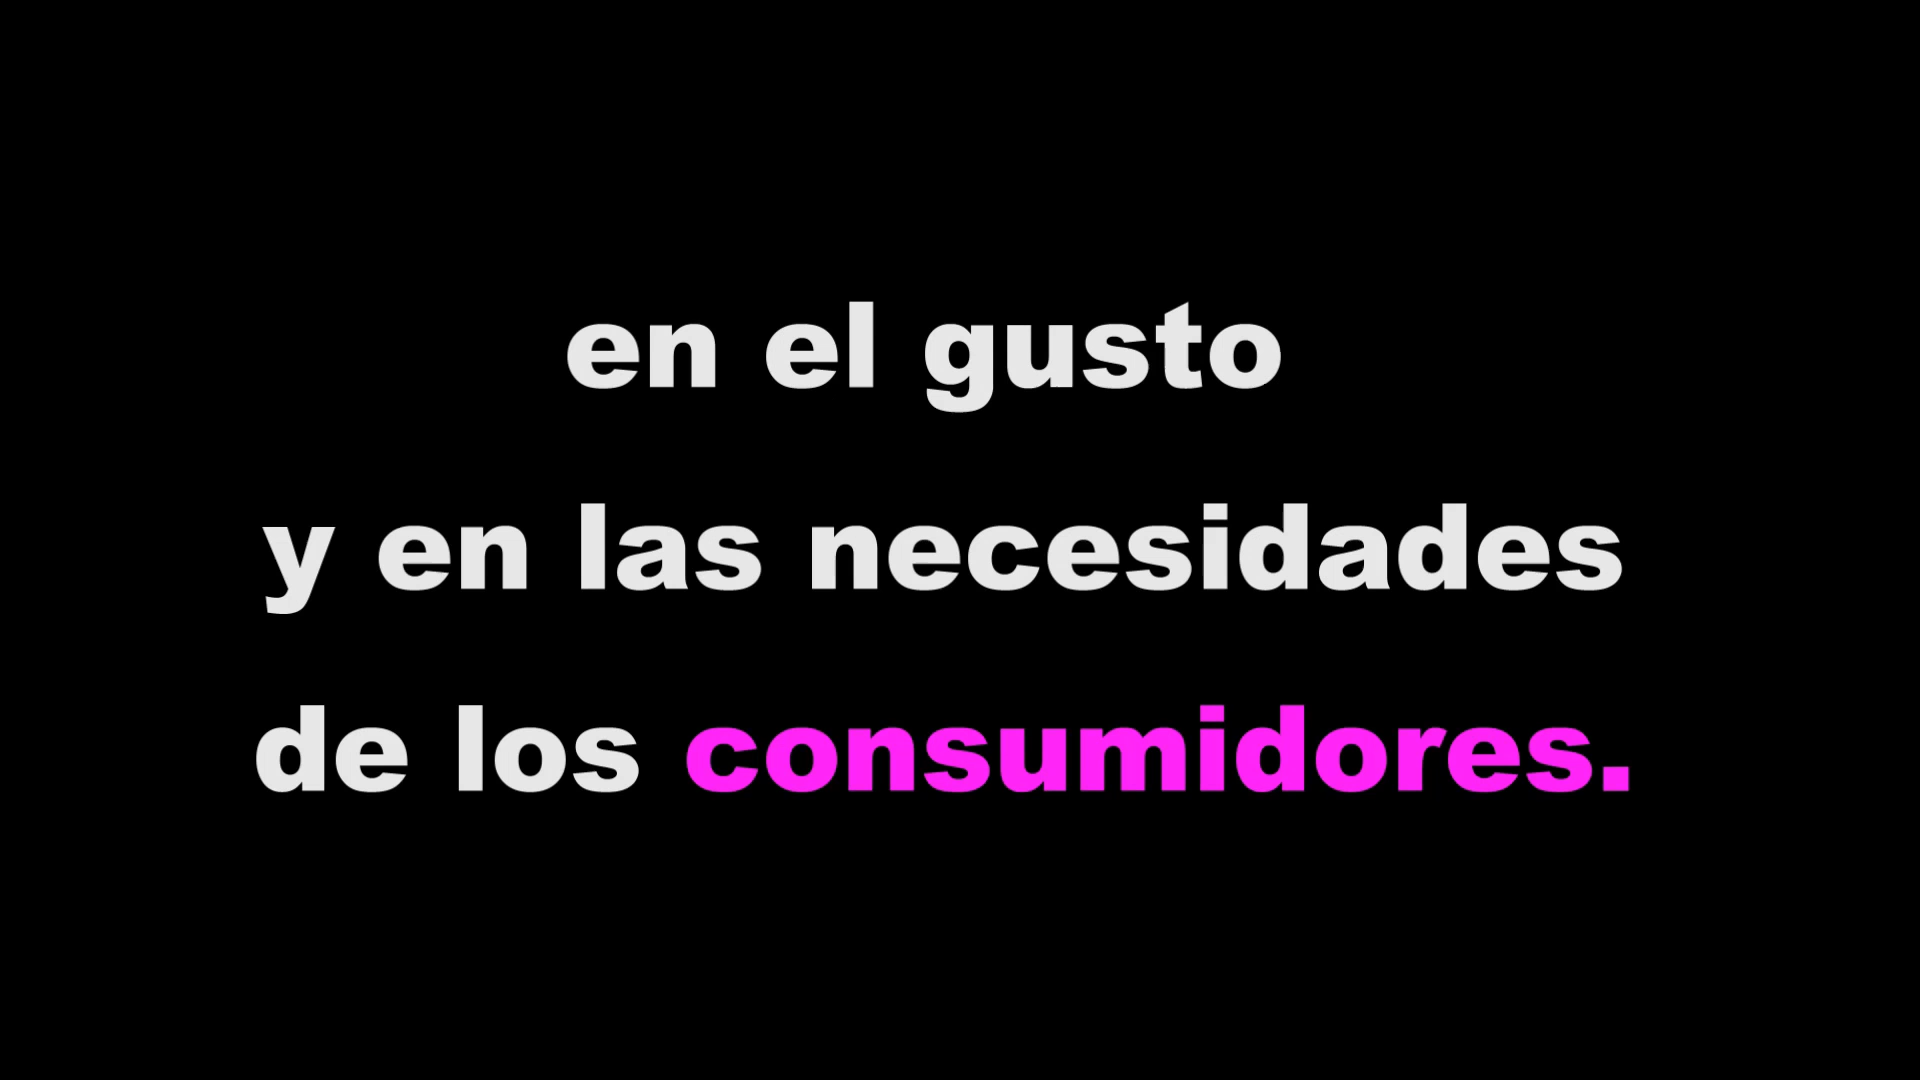 en el gusto
y en las necesidades
de los consumidores.